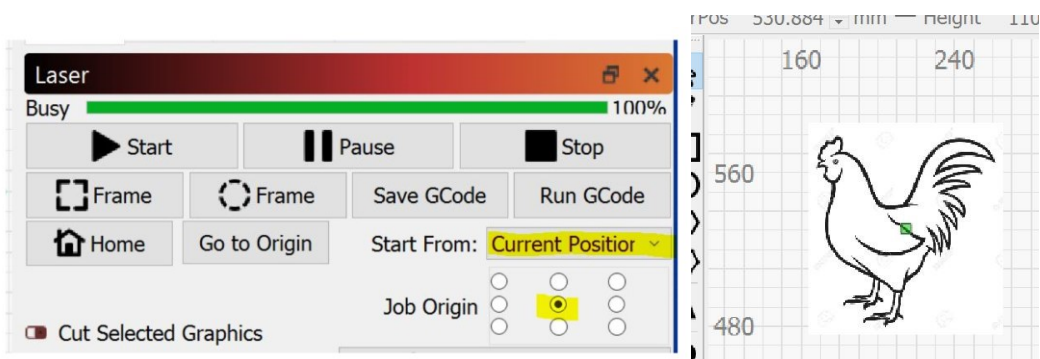 Laser
Busy 100%
Start Pause Stop
Frame Frame Save GCode Run GCode
Home Go to Origin Start From: Current Position
Job Origin
Cut Selected Graphics
530.884 mm Height
160 240
560
480